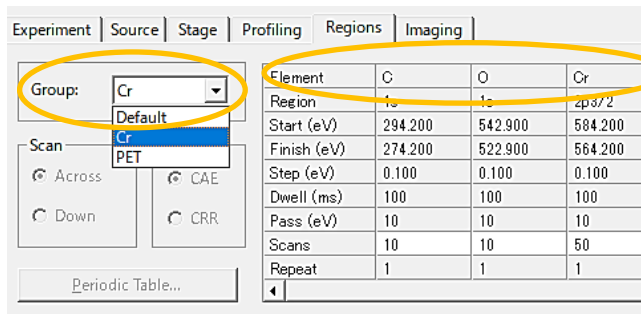 Experiment Source Stage Profiling Regions Imaging
Group: Cr
Default
Cr
PET
Scan
Across
Down
CAE
CRR
Periodic Table...
Element C O Cr
Region 1s 1s 2p3/2
Start (eV) 294.200 542.900 584.200
Finish (eV) 274.200 522.900 564.200
Step (eV) 0.100 0.100 0.100
Dwell (ms) 100 100 100
Pass (eV) 10 10 10
Scans 10 10 50
Repeat 1 1 1